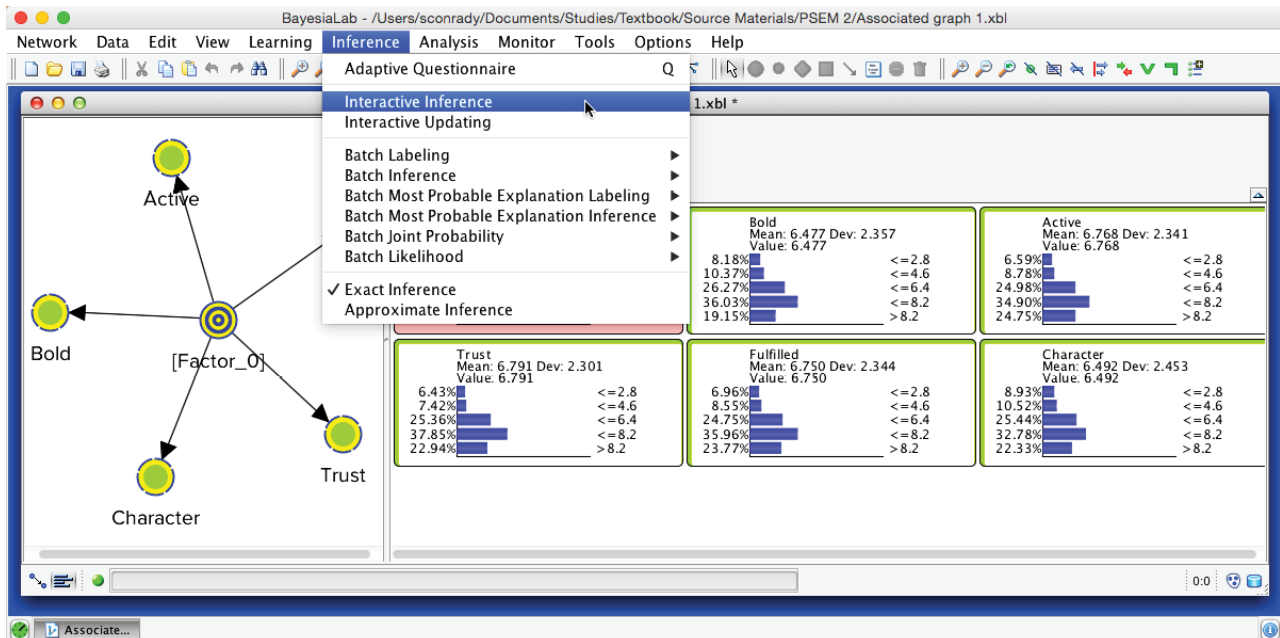 BayesiaLab - /Users/sconrady/Documents/Studies/Textbook/Source Materials/PSEM 2/Associated graph 1.xbl
Network Data Edit View Learning Inference Analysis Monitor Tools Options Help
Adaptive Questionnaire Q
Interactive Inference
Interactive Updating
Batch Labeling
Batch Inference
Batch Most Probable Explanation Labeling
Batch Most Probable Explanation Inference
Batch Joint Probability
Batch Likelihood
✓ Exact Inference
Approximate Inference
1.xbl *
Active
Bold
[Factor_0]
Trust
Character
Bold
Mean: 6.477 Dev: 2.357
Value: 6.477
8.18% <=2.8
10.37% <=4.6
26.27% <=6.4
36.03% <=8.2
19.15% >8.2
Active
Mean: 6.768 Dev: 2.341
Value: 6.768
6.59% <=2.8
8.78% <=4.6
24.98% <=6.4
34.90% <=8.2
24.75% >8.2
Trust
Mean: 6.791 Dev: 2.301
Value: 6.791
6.43% <=2.8
7.42% <=4.6
25.36% <=6.4
37.85% <=8.2
22.94% >8.2
Fulfilled
Mean: 6.750 Dev: 2.344
Value: 6.750
6.96% <=2.8
8.55% <=4.6
24.75% <=6.4
35.96% <=8.2
23.77% >8.2
Character
Mean: 6.492 Dev: 2.453
Value: 6.492
8.93% <=2.8
10.52% <=4.6
25.44% <=6.4
32.78% <=8.2
22.33% >8.2
0:0
Associate...